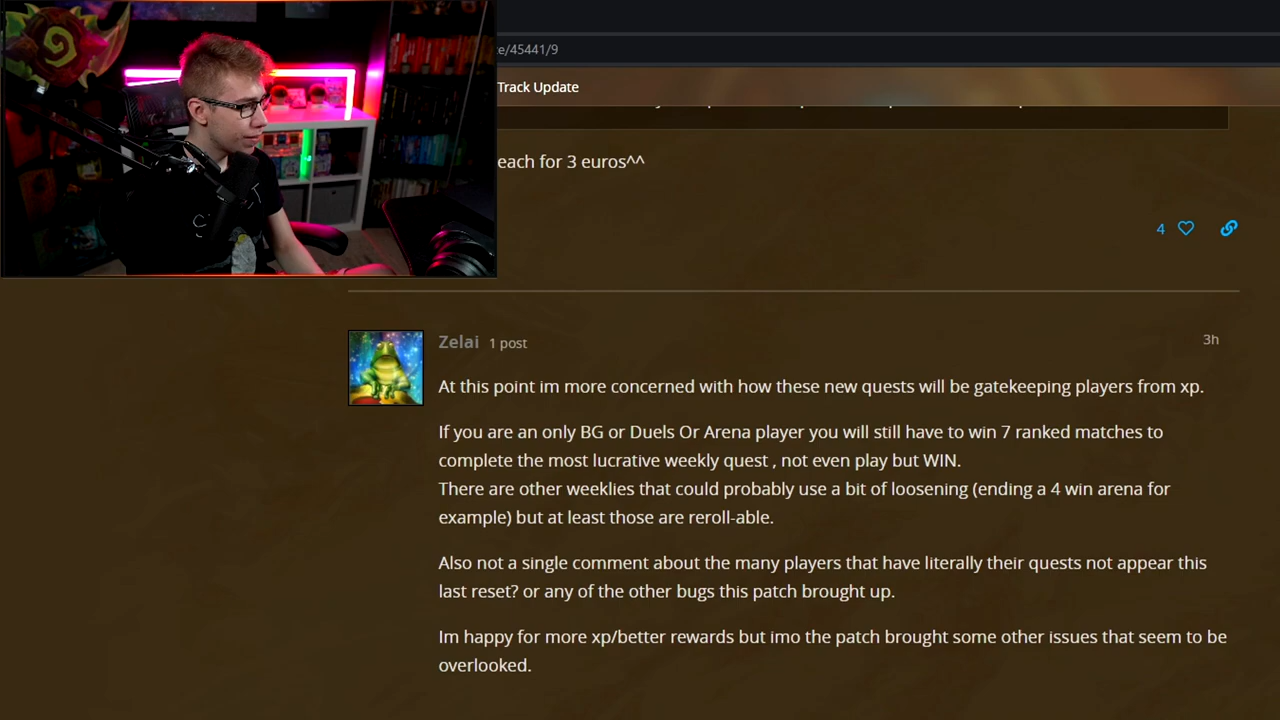 e/45441/9
Track Update
each for 3 euros^^
4
Zelai 1 post
3h
At this point im more concerned with how these new quests will be gatekeeping players from xp.
If you are an only BG or Duels Or Arena player you will still have to win 7 ranked matches to
complete the most lucrative weekly quest , not even play but WIN.
There are other weeklies that could probably use a bit of loosening (ending a 4 win arena for
example) but at least those are reroll-able.
Also not a single comment about the many players that have literally their quests not appear this
last reset? or any of the other bugs this patch brought up.
Im happy for more xp/better rewards but imo the patch brought some other issues that seem to be
overlooked.